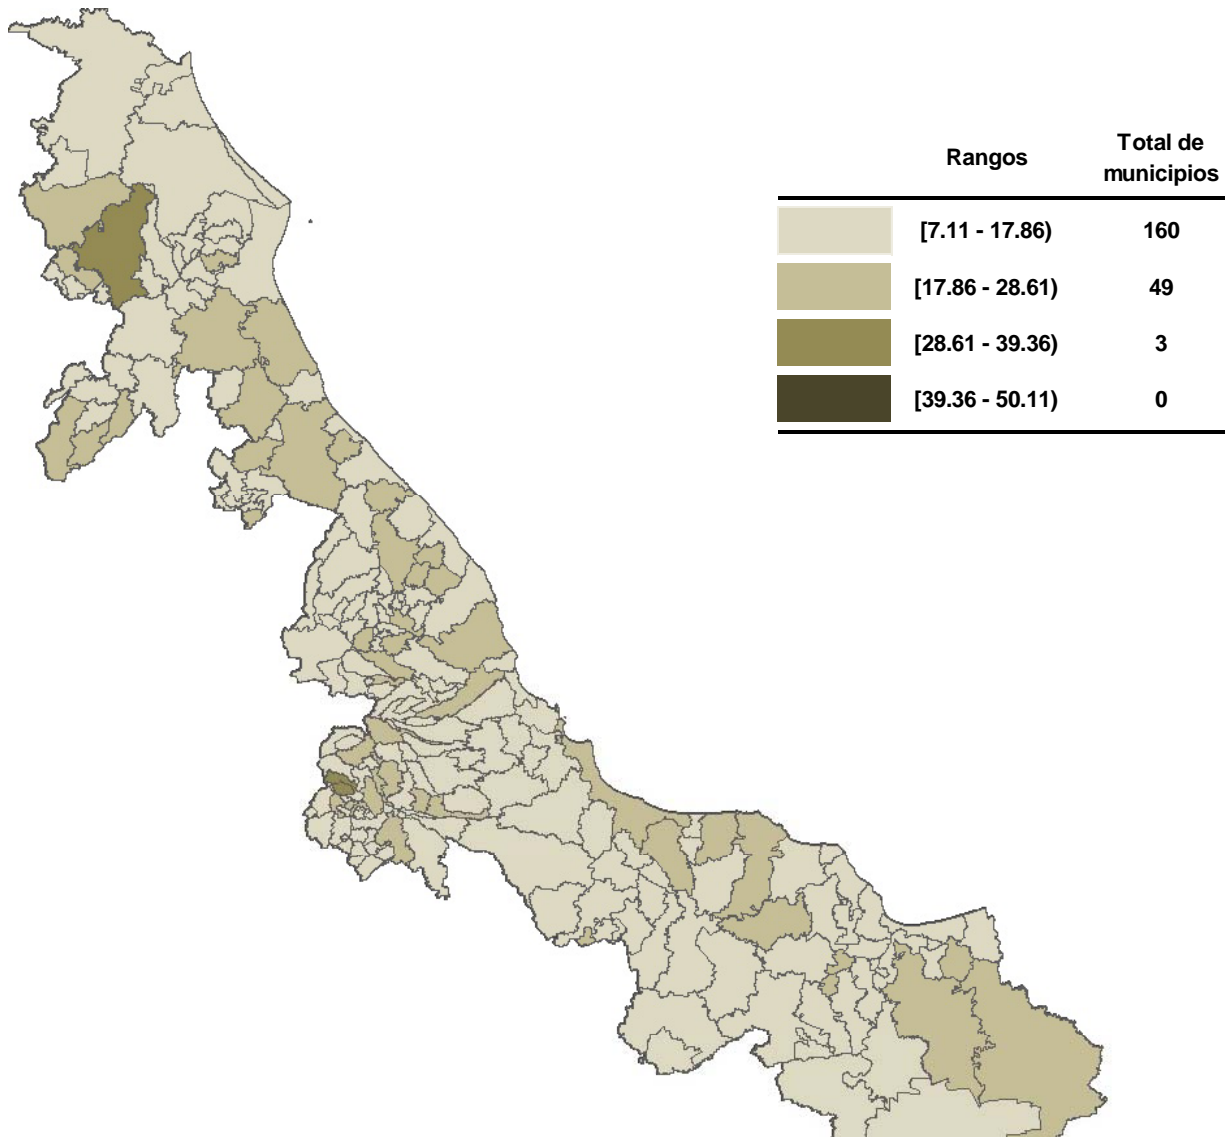 Rangos Total de
municipios
[7.11 - 17.86) 160
[17.86 - 28.61) 49
[28.61 - 39.36) 3
[39.36 - 50.11) 0